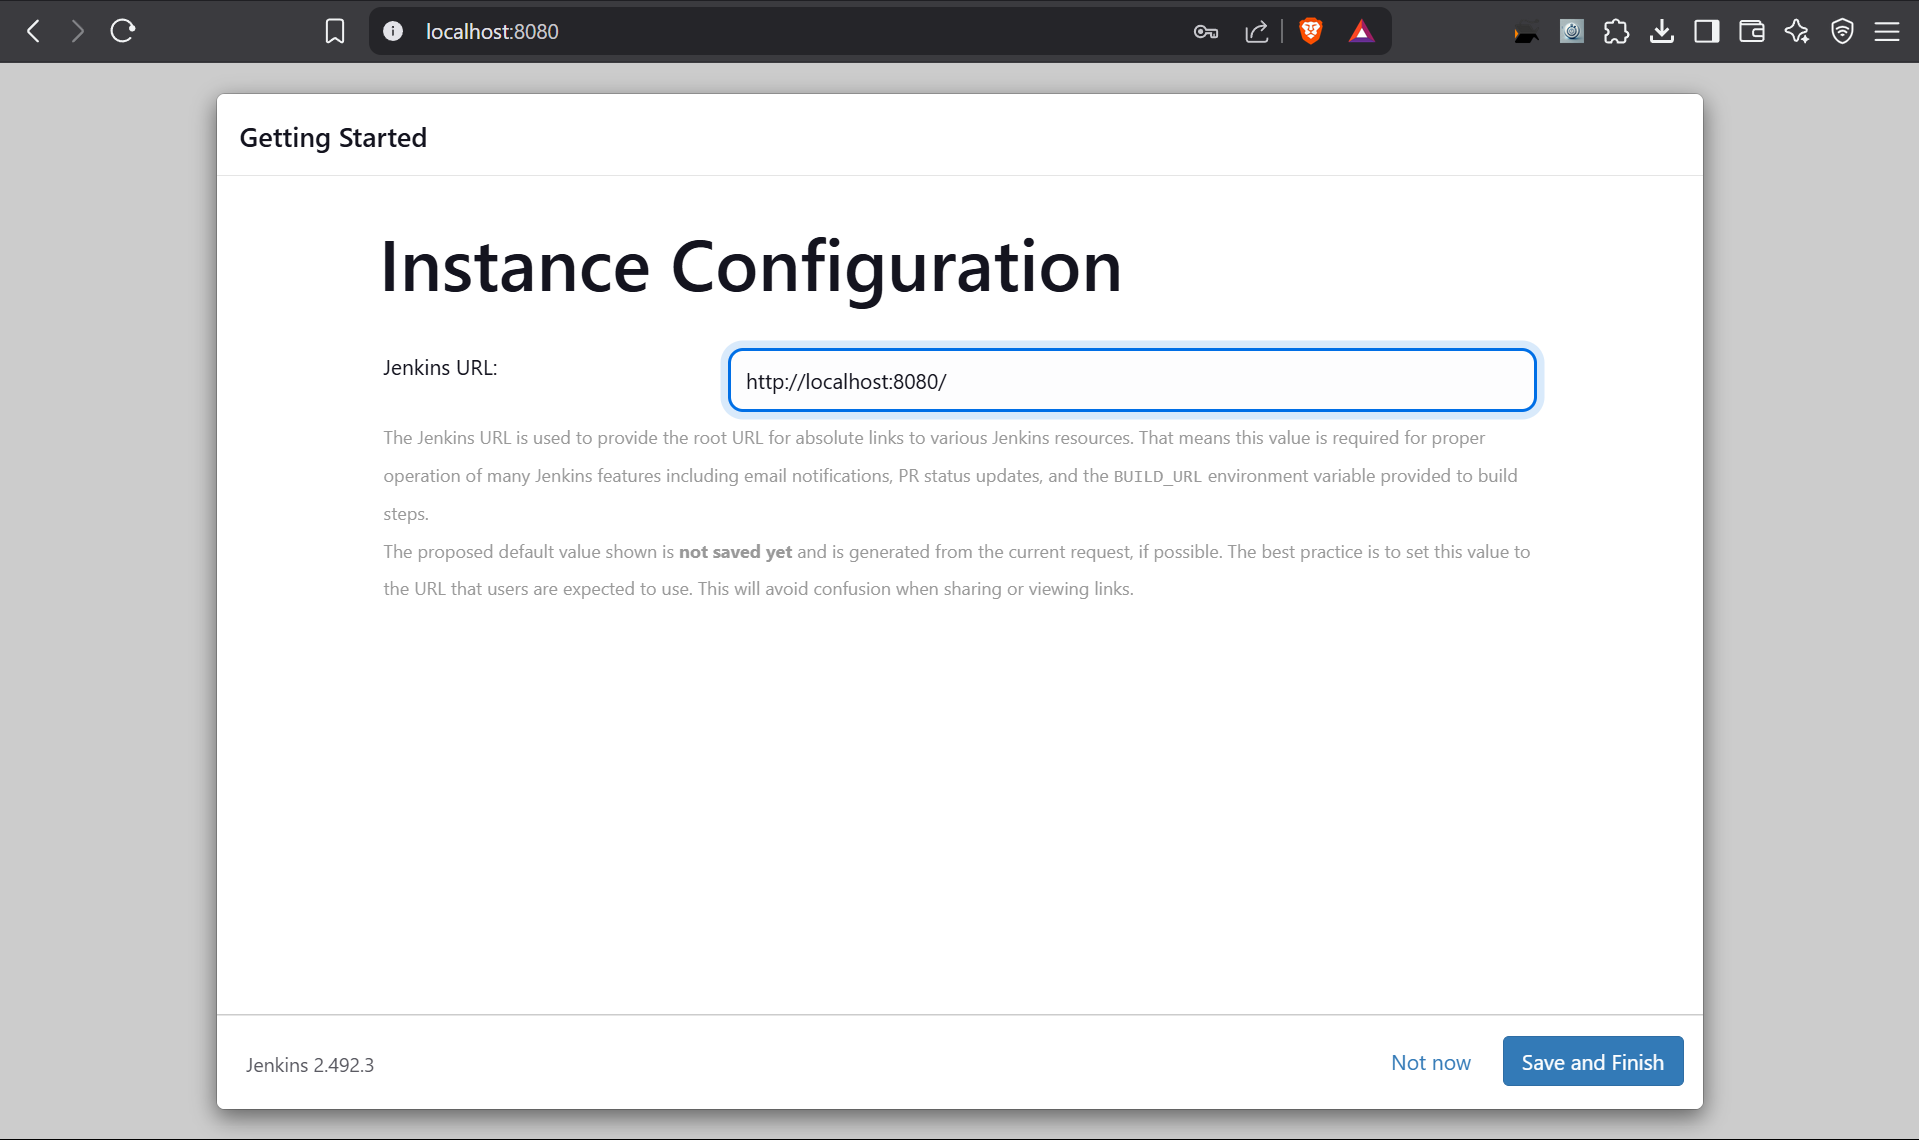 localhost:8080
Getting Started
Instance Configuration
Jenkins URL:
http://localhost:8080/
The Jenkins URL is used to provide the root URL for absolute links to various Jenkins resources. That means this value is required for proper
operation of many Jenkins features including email notifications, PR status updates, and the BUILD_URL environment variable provided to build
steps.
The proposed default value shown is not saved yet and is generated from the current request, if possible. The best practice is to set this value to
the URL that users are expected to use. This will avoid confusion when sharing or viewing links.
Jenkins 2.492.3
Not now
Save and Finish